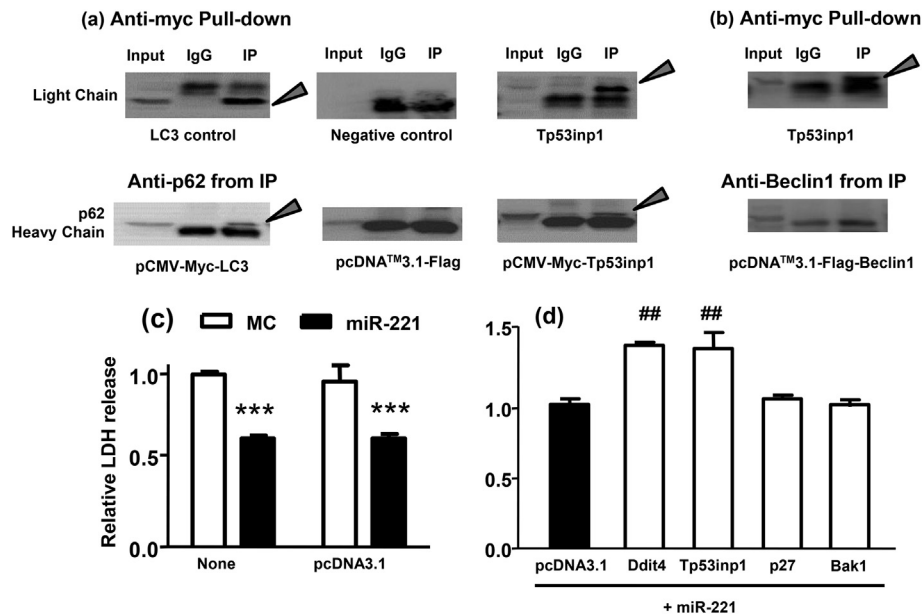 (a) Anti-myc Pull-down
(b) Anti-myc Pull-down
Input IgG IP
IgG IP
Input IgG IP
Input IgG IP
Light Chain
LC3 control
Negative control
Tp53inp1
Tp53inp1
Anti-p62 from IP
Anti-Beclin1 from IP
p62
Heavy Chain
pCMV-Myc-LC3
pcDNA™3.1-Flag
pCMV-Myc-Tp53inp1
pcDNA™3.1-Flag-Beclin1
(c)
MC miR-221
Relative LDH release
1.0
0.5
0.0
***
***
None
pcDNA3.1
(d)
1.5
1.0
0.5
0.0
##
##
pcDNA3.1 Ddit4 Tp53inp1 p27 Bak1
+ miR-221